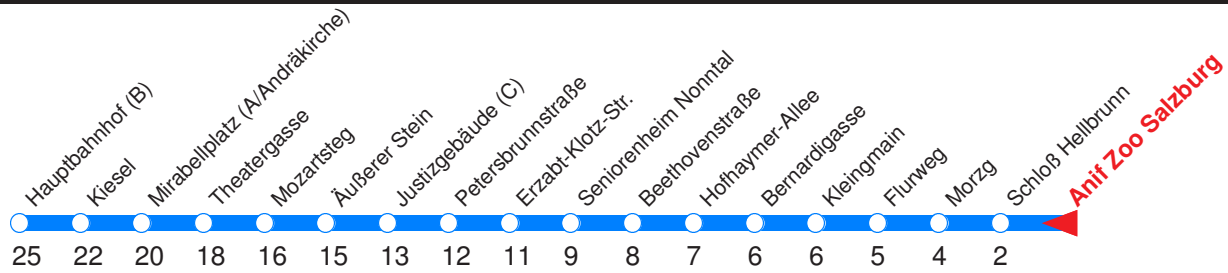 Hauptbahnhof (B)
Kiesel
Mirabellplatz (A/Andräkirche)
Theatergasse
Mozartsteg
Äußerer Stein
Justizgebäude (C)
Petersbrunnstraße
Erzabt-Klotz-Str.
Seniorenheim Nonntal
Beethovenstraße
Hofhaymer-Allee
Bernardigasse
Kleingmain
Flurweg
Morzg
Schloß Hellbrunn
Anif Zoo Salzburg
25 22 20 18 16 15 13 12 11 9 8 7 6 6 5 4 2